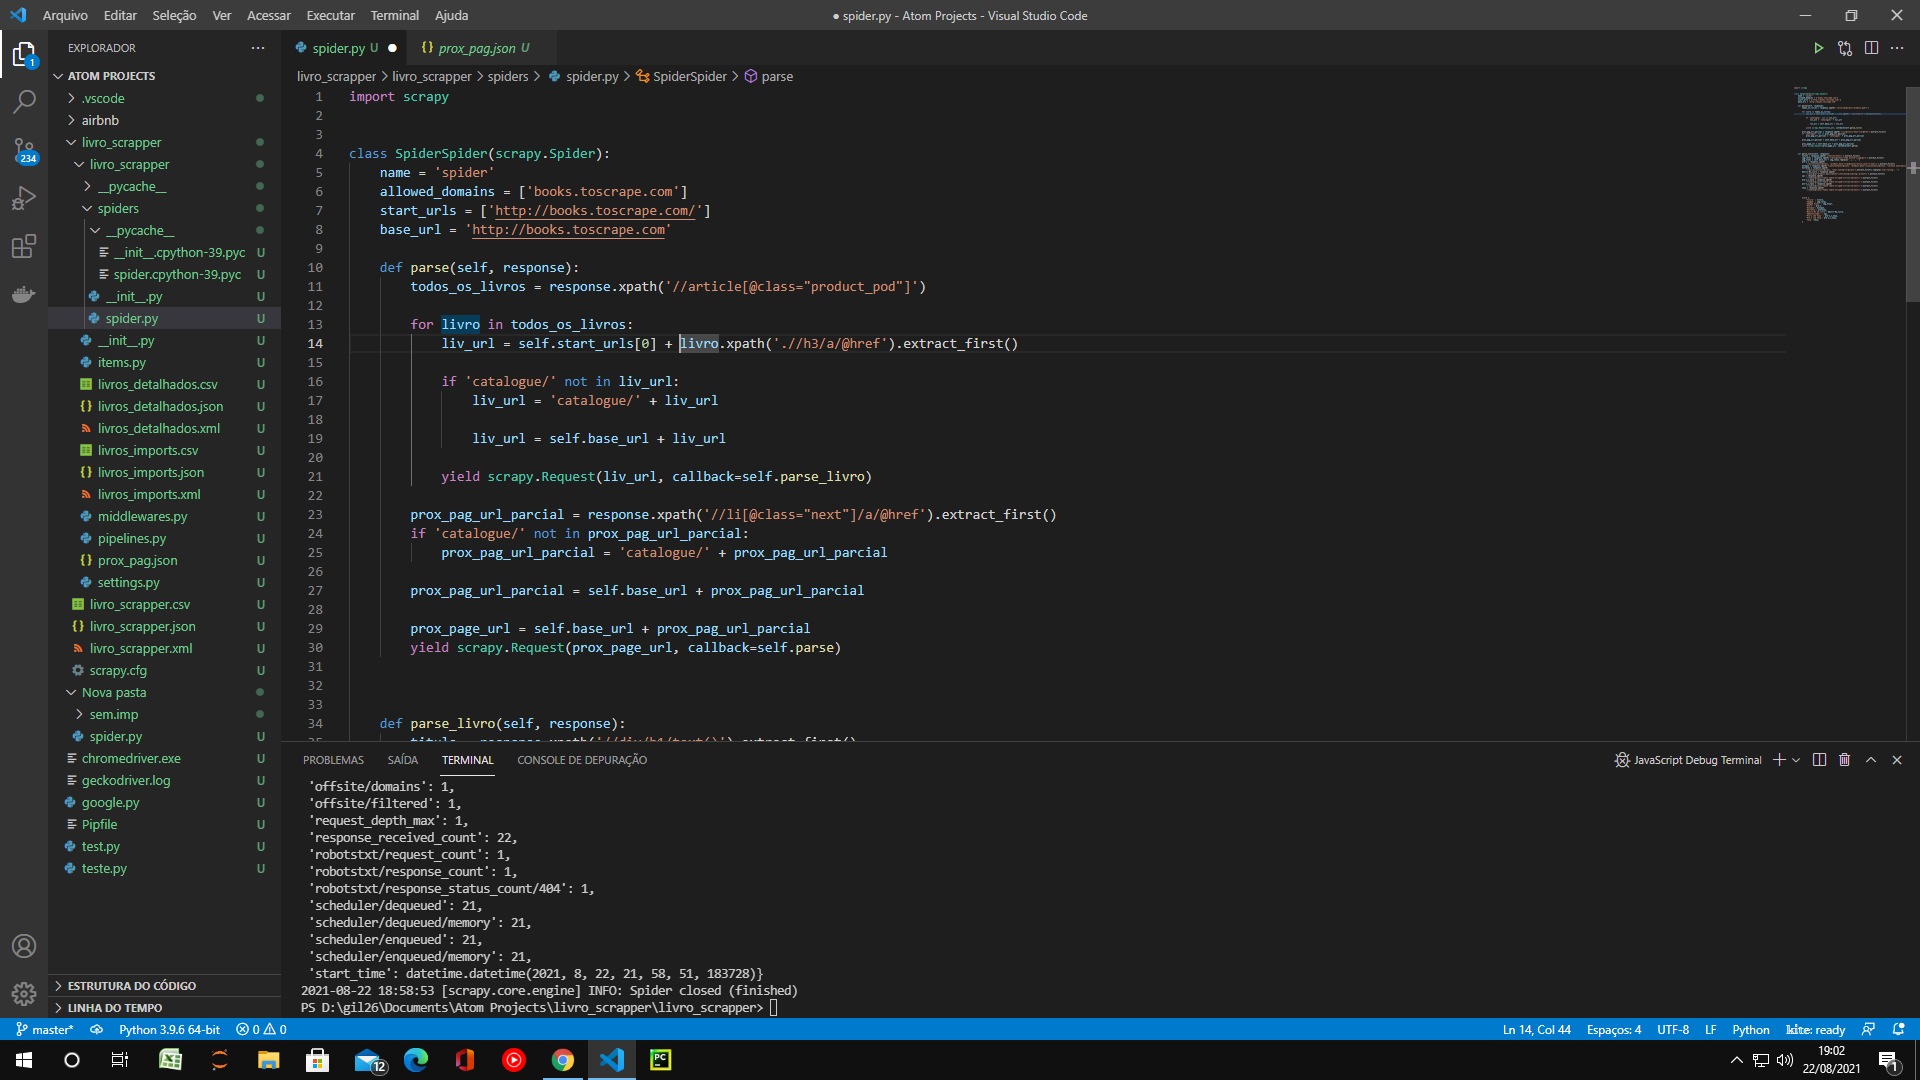 Arquivo Editar Seleção Ver Acessar Executar Terminal Ajuda
● spider.py - Atom Projects - Visual Studio Code
EXPLORADOR
spider.py U
{} prox_pag.json U
livro_scrapper > livro_scrapper > spiders > spider.py > SpiderSpider > parse
1
234
ATOM PROJECTS
.vscode
airbnb
livro_scrapper
livro_scrapper
__pycache__
spiders
__pycache__
__init__.cpython-39.pyc U
spider.cpython-39.pyc U
__init__.py U
spider.py U
__init__.py U
items.py U
livros_detalhados.csv U
{} livros_detalhados.json U
livros_detalhados.xml U
livros_imports.csv U
{} livros_imports.json U
livros_imports.xml U
middlewares.py U
pipelines.py U
{} prox_pag.json U
settings.py U
livro_scrapper.csv U
{} livro_scrapper.json U
livro_scrapper.xml U
scrapy.cfg U
Nova pasta
sem.imp
spider.py U
chromedriver.exe U
geckodriver.log U
google.py U
Pipfile U
test.py U
teste.py U
ESTRUTURA DO CÓDIGO
LINHA DO TEMPO
1 import scrapy
2
3
4 class SpiderSpider(scrapy.Spider):
5 name = 'spider'
6 allowed_domains = ['books.toscrape.com']
7 start_urls = ['http://books.toscrape.com/']
8 base_url = 'http://books.toscrape.com'
9
10 def parse(self, response):
11 todos_os_livros = response.xpath('//article[@class="product_pod"]')
12
13 for livro in todos_os_livros:
14 liv_url = self.start_urls[0] + livro.xpath('.//h3/a/@href').extract_first()
15
16 if 'catalogue/' not in liv_url:
17 liv_url = 'catalogue/' + liv_url
18
19 liv_url = self.base_url + liv_url
20
21 yield scrapy.Request(liv_url, callback=self.parse_livro)
22
23 prox_pag_url_parcial = response.xpath('//li[@class="next"]/a/@href').extract_first()
24 if 'catalogue/' not in prox_pag_url_parcial:
25 prox_pag_url_parcial = 'catalogue/' + prox_pag_url_parcial
26
27 prox_pag_url_parcial = self.base_url + prox_pag_url_parcial
28
29 prox_page_url = self.base_url + prox_pag_url_parcial
30 yield scrapy.Request(prox_page_url, callback=self.parse)
31
32
33
34 def parse_livro(self, response):
35 titulo = response.xpath('//div/h1/text()').extract_first()
PROBLEMAS SAÍDA TERMINAL CONSOLE DE DEPURAÇÃO
JavaScript Debug Terminal
'offsite/domains': 1,
'offsite/filtered': 1,
'request_depth_max': 1,
'response_received_count': 22,
'robotstxt/request_count': 1,
'robotstxt/response_count': 1,
'robotstxt/response_status_count/404': 1,
'scheduler/dequeued': 21,
'scheduler/dequeued/memory': 21,
'scheduler/enqueued': 21,
'scheduler/enqueued/memory': 21,
'start_time': datetime.datetime(2021, 8, 22, 21, 58, 51, 183728)}
2021-08-22 18:58:53 [scrapy.core.engine] INFO: Spider closed (finished)
PS D:\gil26\Documents\Atom Projects\livro_scrapper\livro_scrapper>
master* Python 3.9.6 64-bit 0 0
Ln 14, Col 44 Espaços: 4 UTF-8 LF Python kite: ready
12
PC
19:02
22/08/2021
1